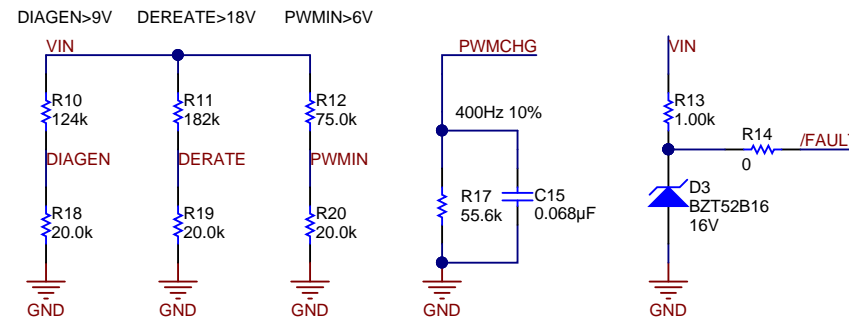 DIAGEN>9V DEREATE>18V PWMIN>6V
VIN
R10
124k
R11
182k
R12
75.0k
DIAGEN
DERATE
PWMIN
R18
20.0k
R19
20.0k
R20
20.0k
GND
GND
GND
PWMCHG
400Hz 10%
R17
55.6k
C15
0.068µF
GND
VIN
R13
1.00k
R14
0
/FAULT
D3
BZT52B16
16V
GND